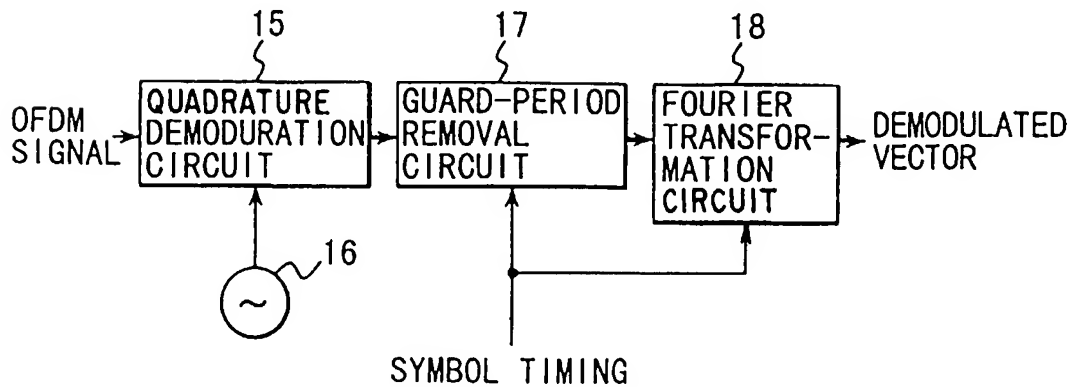 15
17
18
OFDM
SIGNAL
QUADRATURE
DEMODURATION
CIRCUIT
GUARD-PERIOD
REMOVAL
CIRCUIT
FOURIER
TRANSFOR-
MATION
CIRCUIT
DEMODULATED
VECTOR
16
~
SYMBOL TIMING